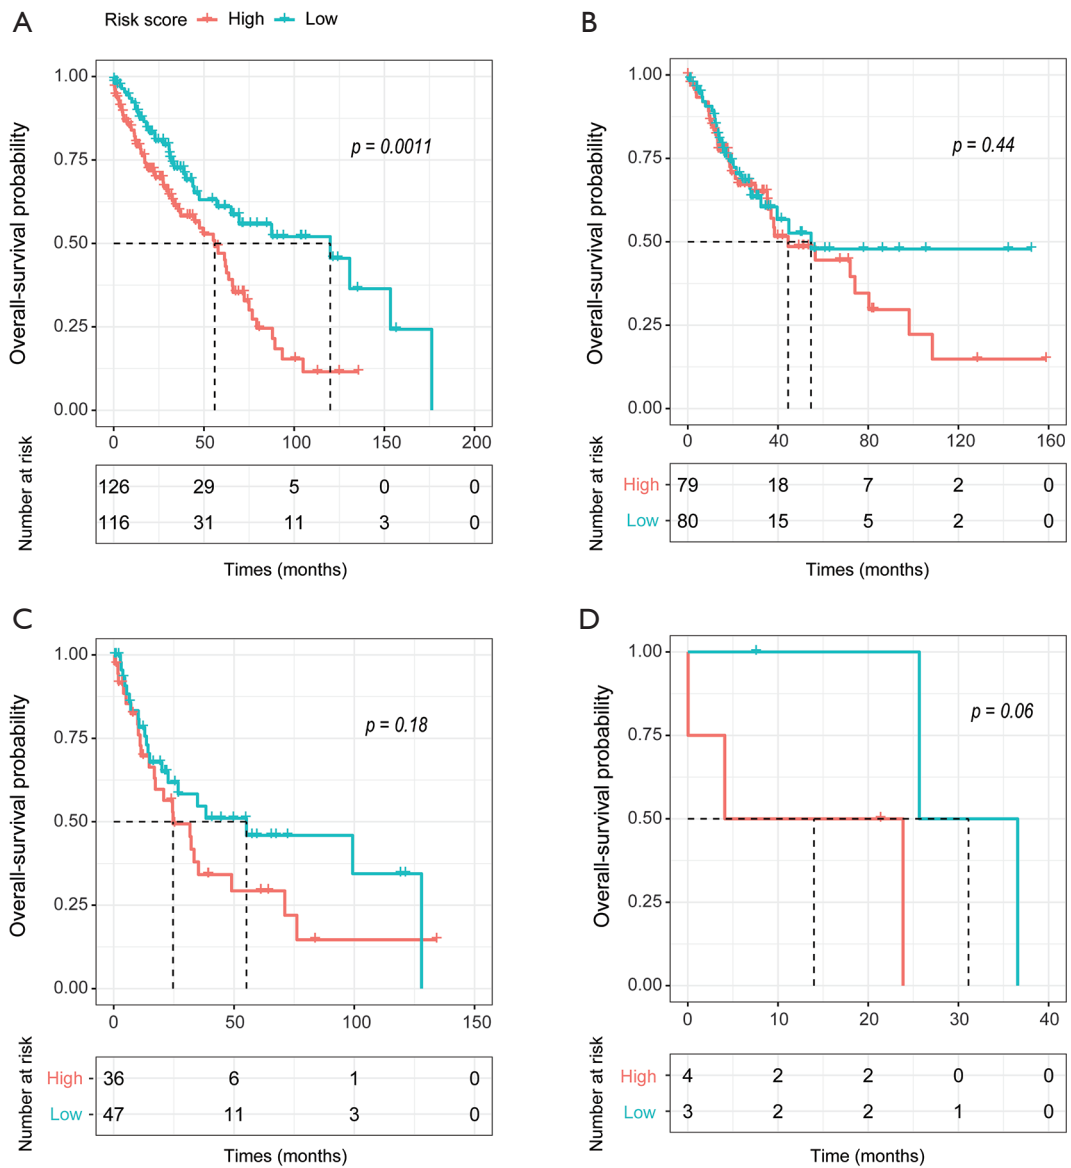 A
Risk score High Low
Overall-survival probability
1.00
0.75
0.50
0.25
0.00
p = 0.0011
0 50 100 150 200
Number at risk
126 29 5 0 0
116 31 11 3 0
Times (months)
B
Overall-survival probability
1.00
0.75
0.50
0.25
0.00
p = 0.44
0 40 80 120 160
Number at risk
High 79 18 7 2 0
Low 80 15 5 2 0
Times (months)
C
Overall-survival probability
1.00
0.75
0.50
0.25
0.00
p = 0.18
0 50 100 150
Number at risk
High 36 6 1 0
Low 47 11 3 0
Times (months)
D
Overall-survival probability
1.00
0.75
0.50
0.25
0.00
p = 0.06
0 10 20 30 40
Number at risk
High 4 2 2 0 0
Low 3 2 2 1 0
Time (months)